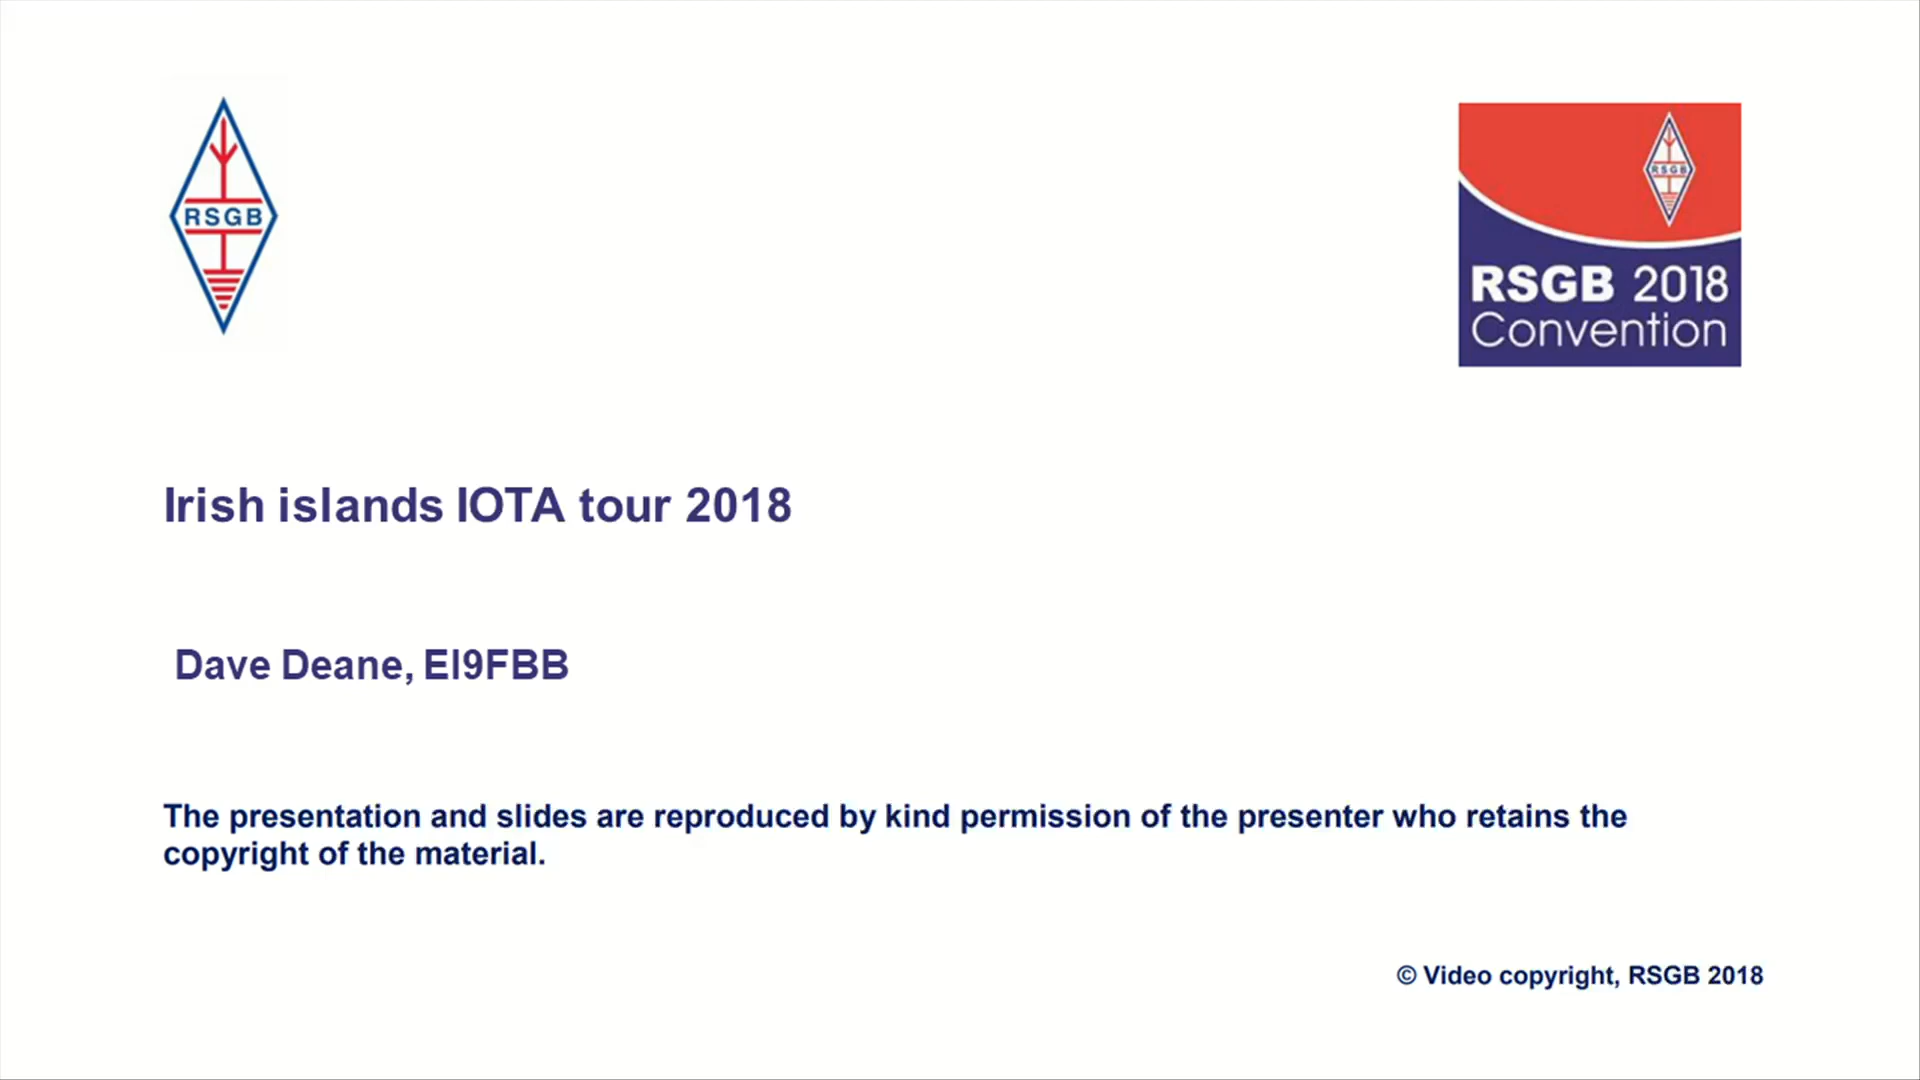 RSGB
RSGB
RSGB 2018
Convention
Irish islands IOTA tour 2018
Dave Deane, EI9FBB
The presentation and slides are reproduced by kind permission of the presenter who retains the
copyright of the material.
© Video copyright, RSGB 2018